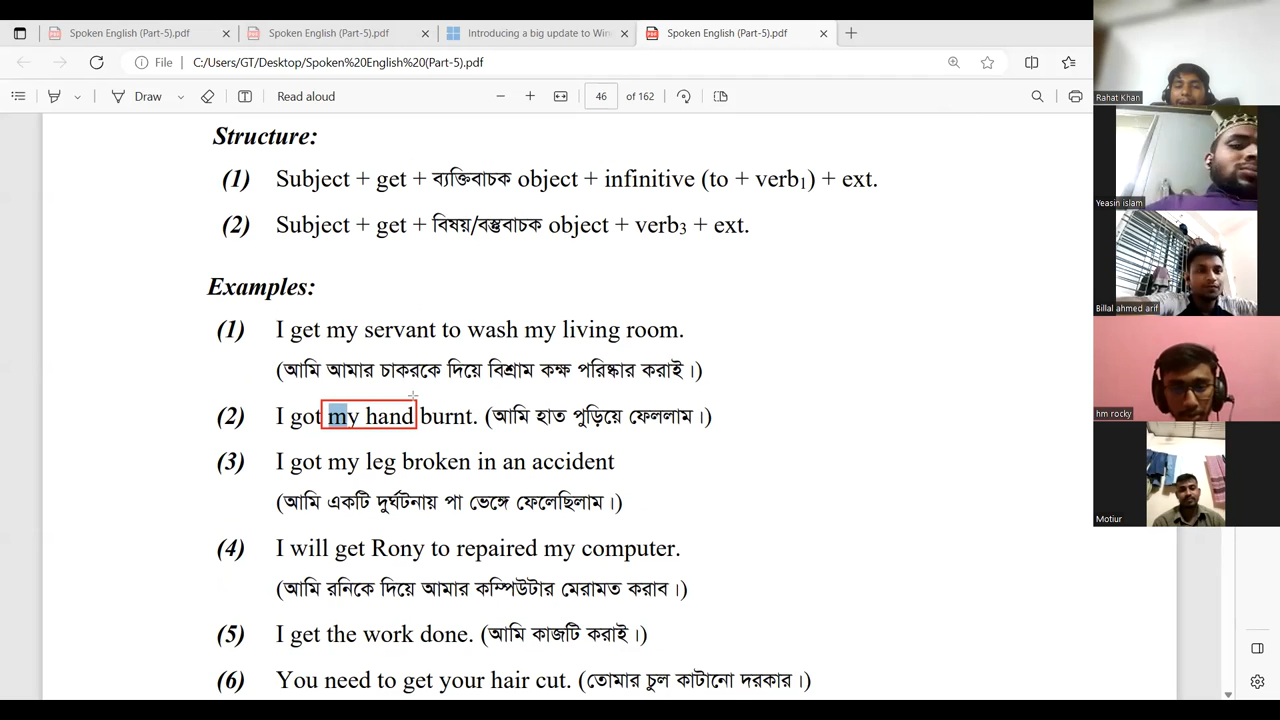 Spoken English (Part-5).pdf
Spoken English (Part-5).pdf
Introducing a big update to Win
Spoken English (Part-5).pdf
File C:/Users/GT/Desktop/Spoken%20English%20(Part-5).pdf
Draw
Read aloud
46 of 162
Structure:
(1) Subject + get + ব্যক্তিবাচক object + infinitive (to + verb₁) + ext.
(2) Subject + get + বিষয়/বস্তুবাচক object + verb₃ + ext.
Examples:
(1) I get my servant to wash my living room.
(আমি আমার চাকরকে দিয়ে বিশ্রাম কক্ষ পরিষ্কার করাই।)
(2) I got my hand burnt. (আমি হাত পুড়িয়ে ফেললাম।)
(3) I got my leg broken in an accident
(আমি একটি দুর্ঘটনায় পা ভেঙ্গে ফেলেছিলাম।)
(4) I will get Rony to repaired my computer.
(আমি রনিকে দিয়ে আমার কম্পিউটার মেরামত করাব।)
(5) I get the work done. (আমি কাজটি করাই।)
(6) You need to get your hair cut. (তোমার চুল কাটানো দরকার।)
Rahat Khan
Yeasin islam
Billal ahmed arif
hm rocky
Motiur